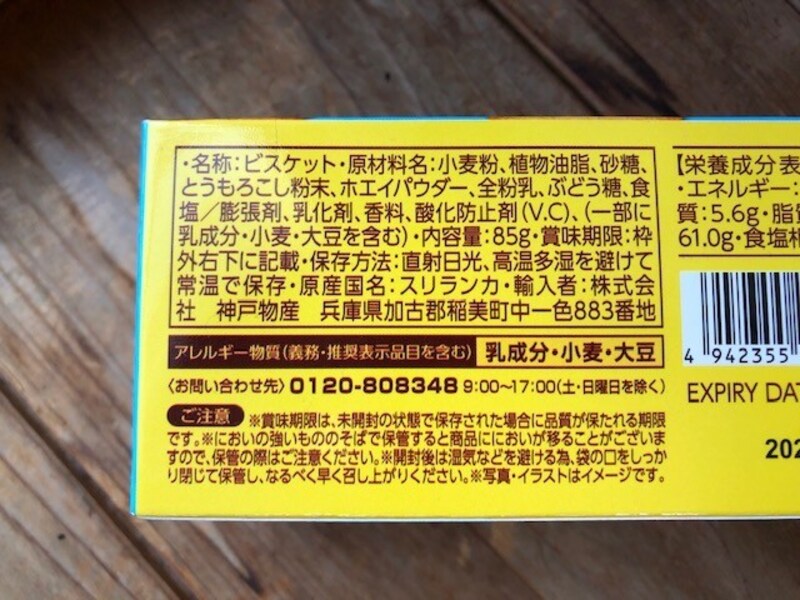 ・名称：ビスケット・原材料名：小麦粉、植物油脂、砂糖、
とうもろこし粉末、ホエイパウダー、全粉乳、ぶどう糖、食
塩／膨張剤、乳化剤、香料、酸化防止剤（V.C）、（一部に
乳成分・小麦・大豆を含む）・内容量：85g・賞味期限：枠
外右下に記載・保存方法：直射日光、高温多湿を避けて
常温で保存・原産国名：スリランカ・輸入者：株式会
社　神戸物産　兵庫県加古郡稲美町中一色883番地
アレルギー物質（義務・推奨表示品目を含む） 乳成分・小麦・大豆
〈お問い合わせ先〉0120-808348 9:00〜17:00（土・日曜日を除く）
ご注意 ※賞味期限は、未開封の状態で保存された場合に品質が保たれる期限
です。※においの強いもののそばで保管すると商品ににおいが移ることがございま
すので、保管の際はご注意ください。※開封後は湿気などを避ける為、袋の口をしっか
り閉じて保管し、なるべく早く召し上がりください。※写真・イラストはイメージです。
【栄養成分表
・エネルギー：
質：5.6g・脂
61.0g・食塩相
4 942355
EXPIRY DA
202